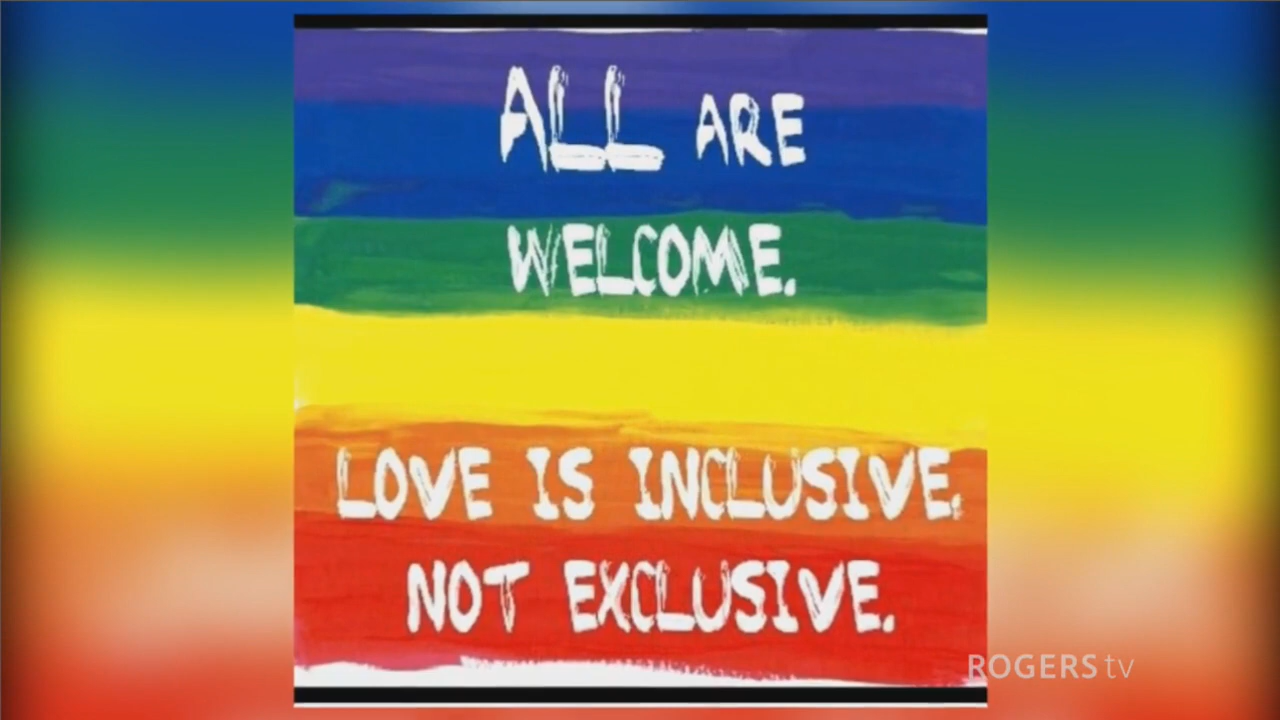 ALL ARE
WELCOME.
LOVE IS INCLUSIVE.
NOT EXCLUSIVE.
ROGERS tv